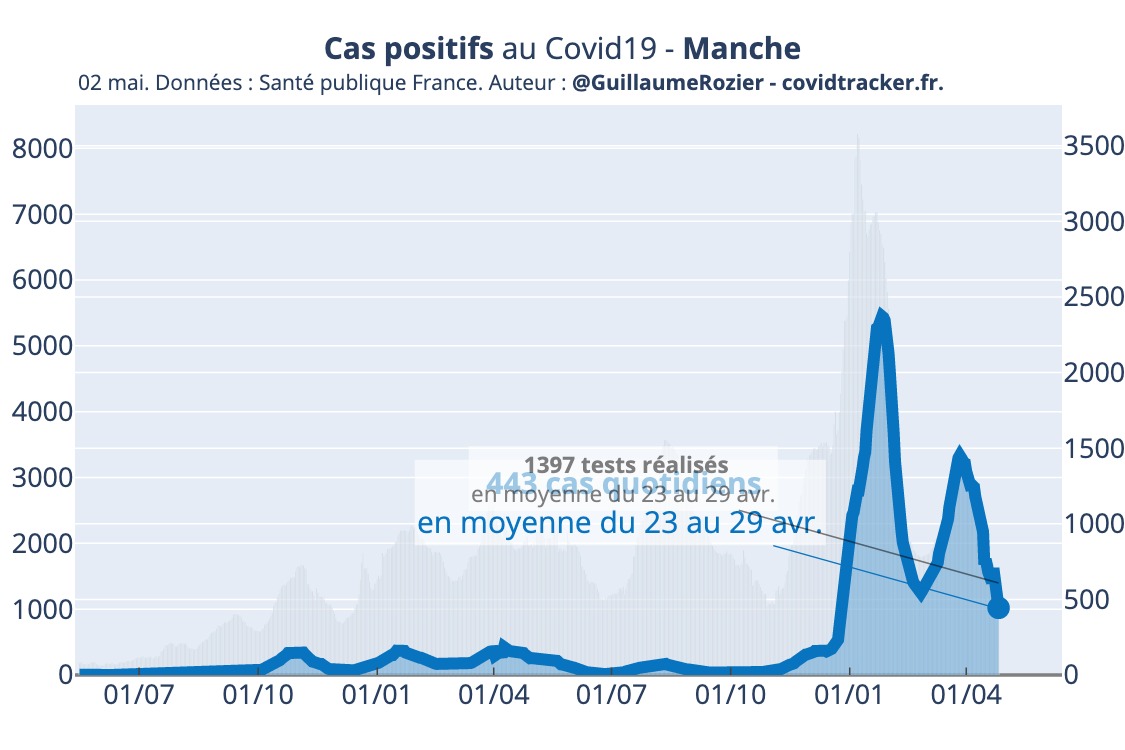 Cas positifs au Covid19 - Manche
02 mai. Données : Santé publique France. Auteur : @GuillaumeRozier - covidtracker.fr.
8000
7000
6000
5000
4000
3000
2000
1000
0
3500
3000
2500
2000
1500
1000
500
0
1397 tests réalisés
443 cas quotidiens
en moyenne du 23 au 29 avr.
en moyenne du 23 au 29 avr.
01/07 01/10 01/01 01/04 01/07 01/10 01/01 01/04